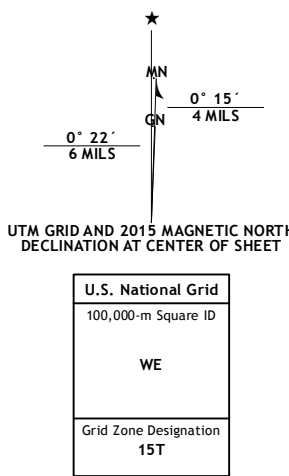 ★
MN
GN
0° 15´
4 MILS
0° 22´
6 MILS
UTM GRID AND 2015 MAGNETIC NORTH
DECLINATION AT CENTER OF SHEET
U.S. National Grid
100,000-m Square ID
WE
Grid Zone Designation
15T